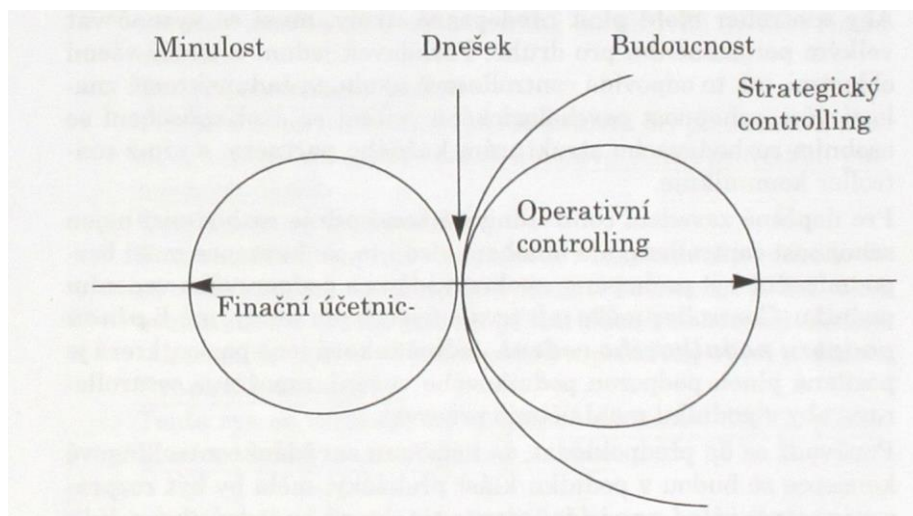 Minulost
Dnešek
Budoucnost
Strategický
controlling
Operativní
controlling
Finační účetnic-